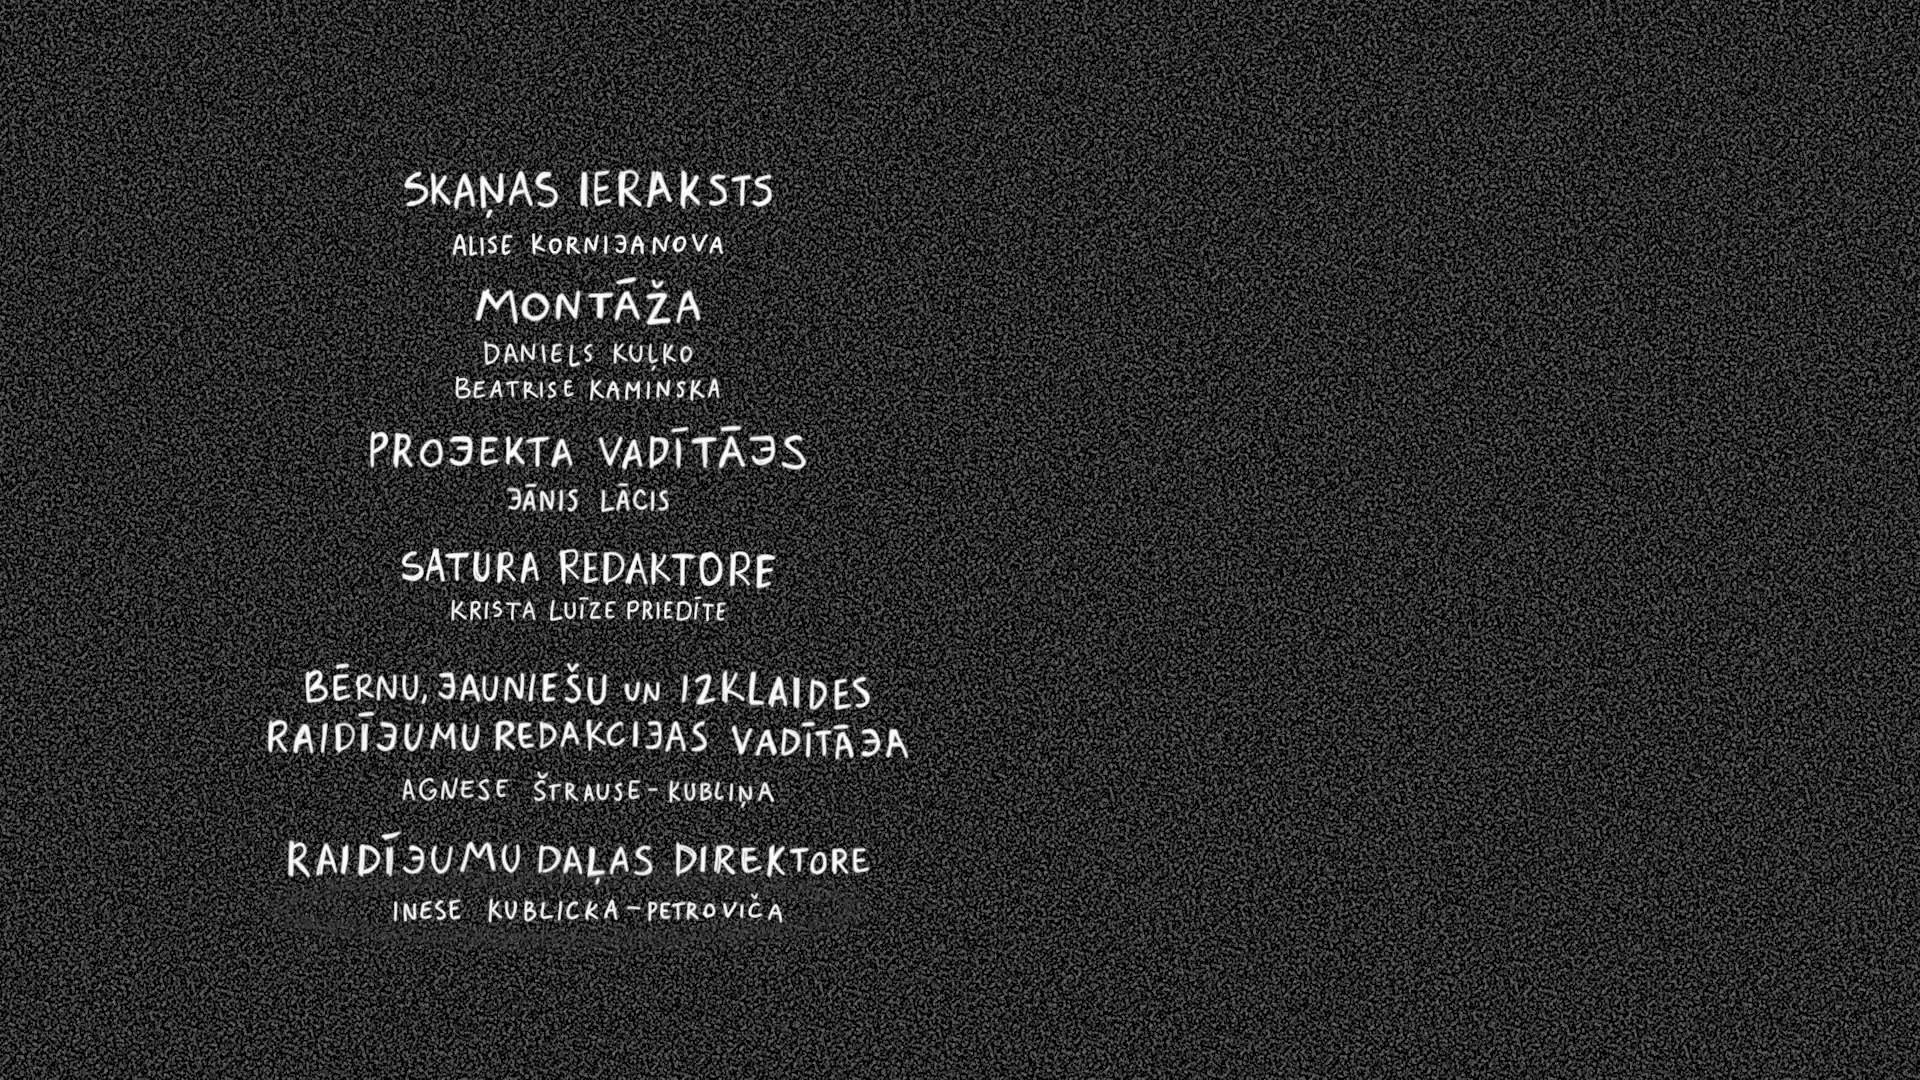 SKAŅAS IERAKSTS
ALISE KORNIJANOVA
MONTĀŽA
DANIELS KUĻKO
BEATRISE KAMINSKA
PROJEKTA VADĪTĀJS
JĀNIS LĀCIS
SATURA REDAKTORE
KRISTA LUĪZE PRIEDĪTE
BĒRNU, JAUNIEŠU UN IZKLAIDES
RAIDĪJUMU REDAKCIJAS VADĪTĀJA
AGNESE ŠTRAUSE-KUBLIŅA
RAIDĪJUMU DAĻAS DIREKTORE
INESE KUBLICKA-PETROVIČA